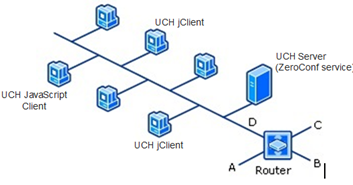 UCH jClient
UCH Server
(ZeroConf service)
UCH JavaScript
Client
UCH jClient
D
C
A
B
Router